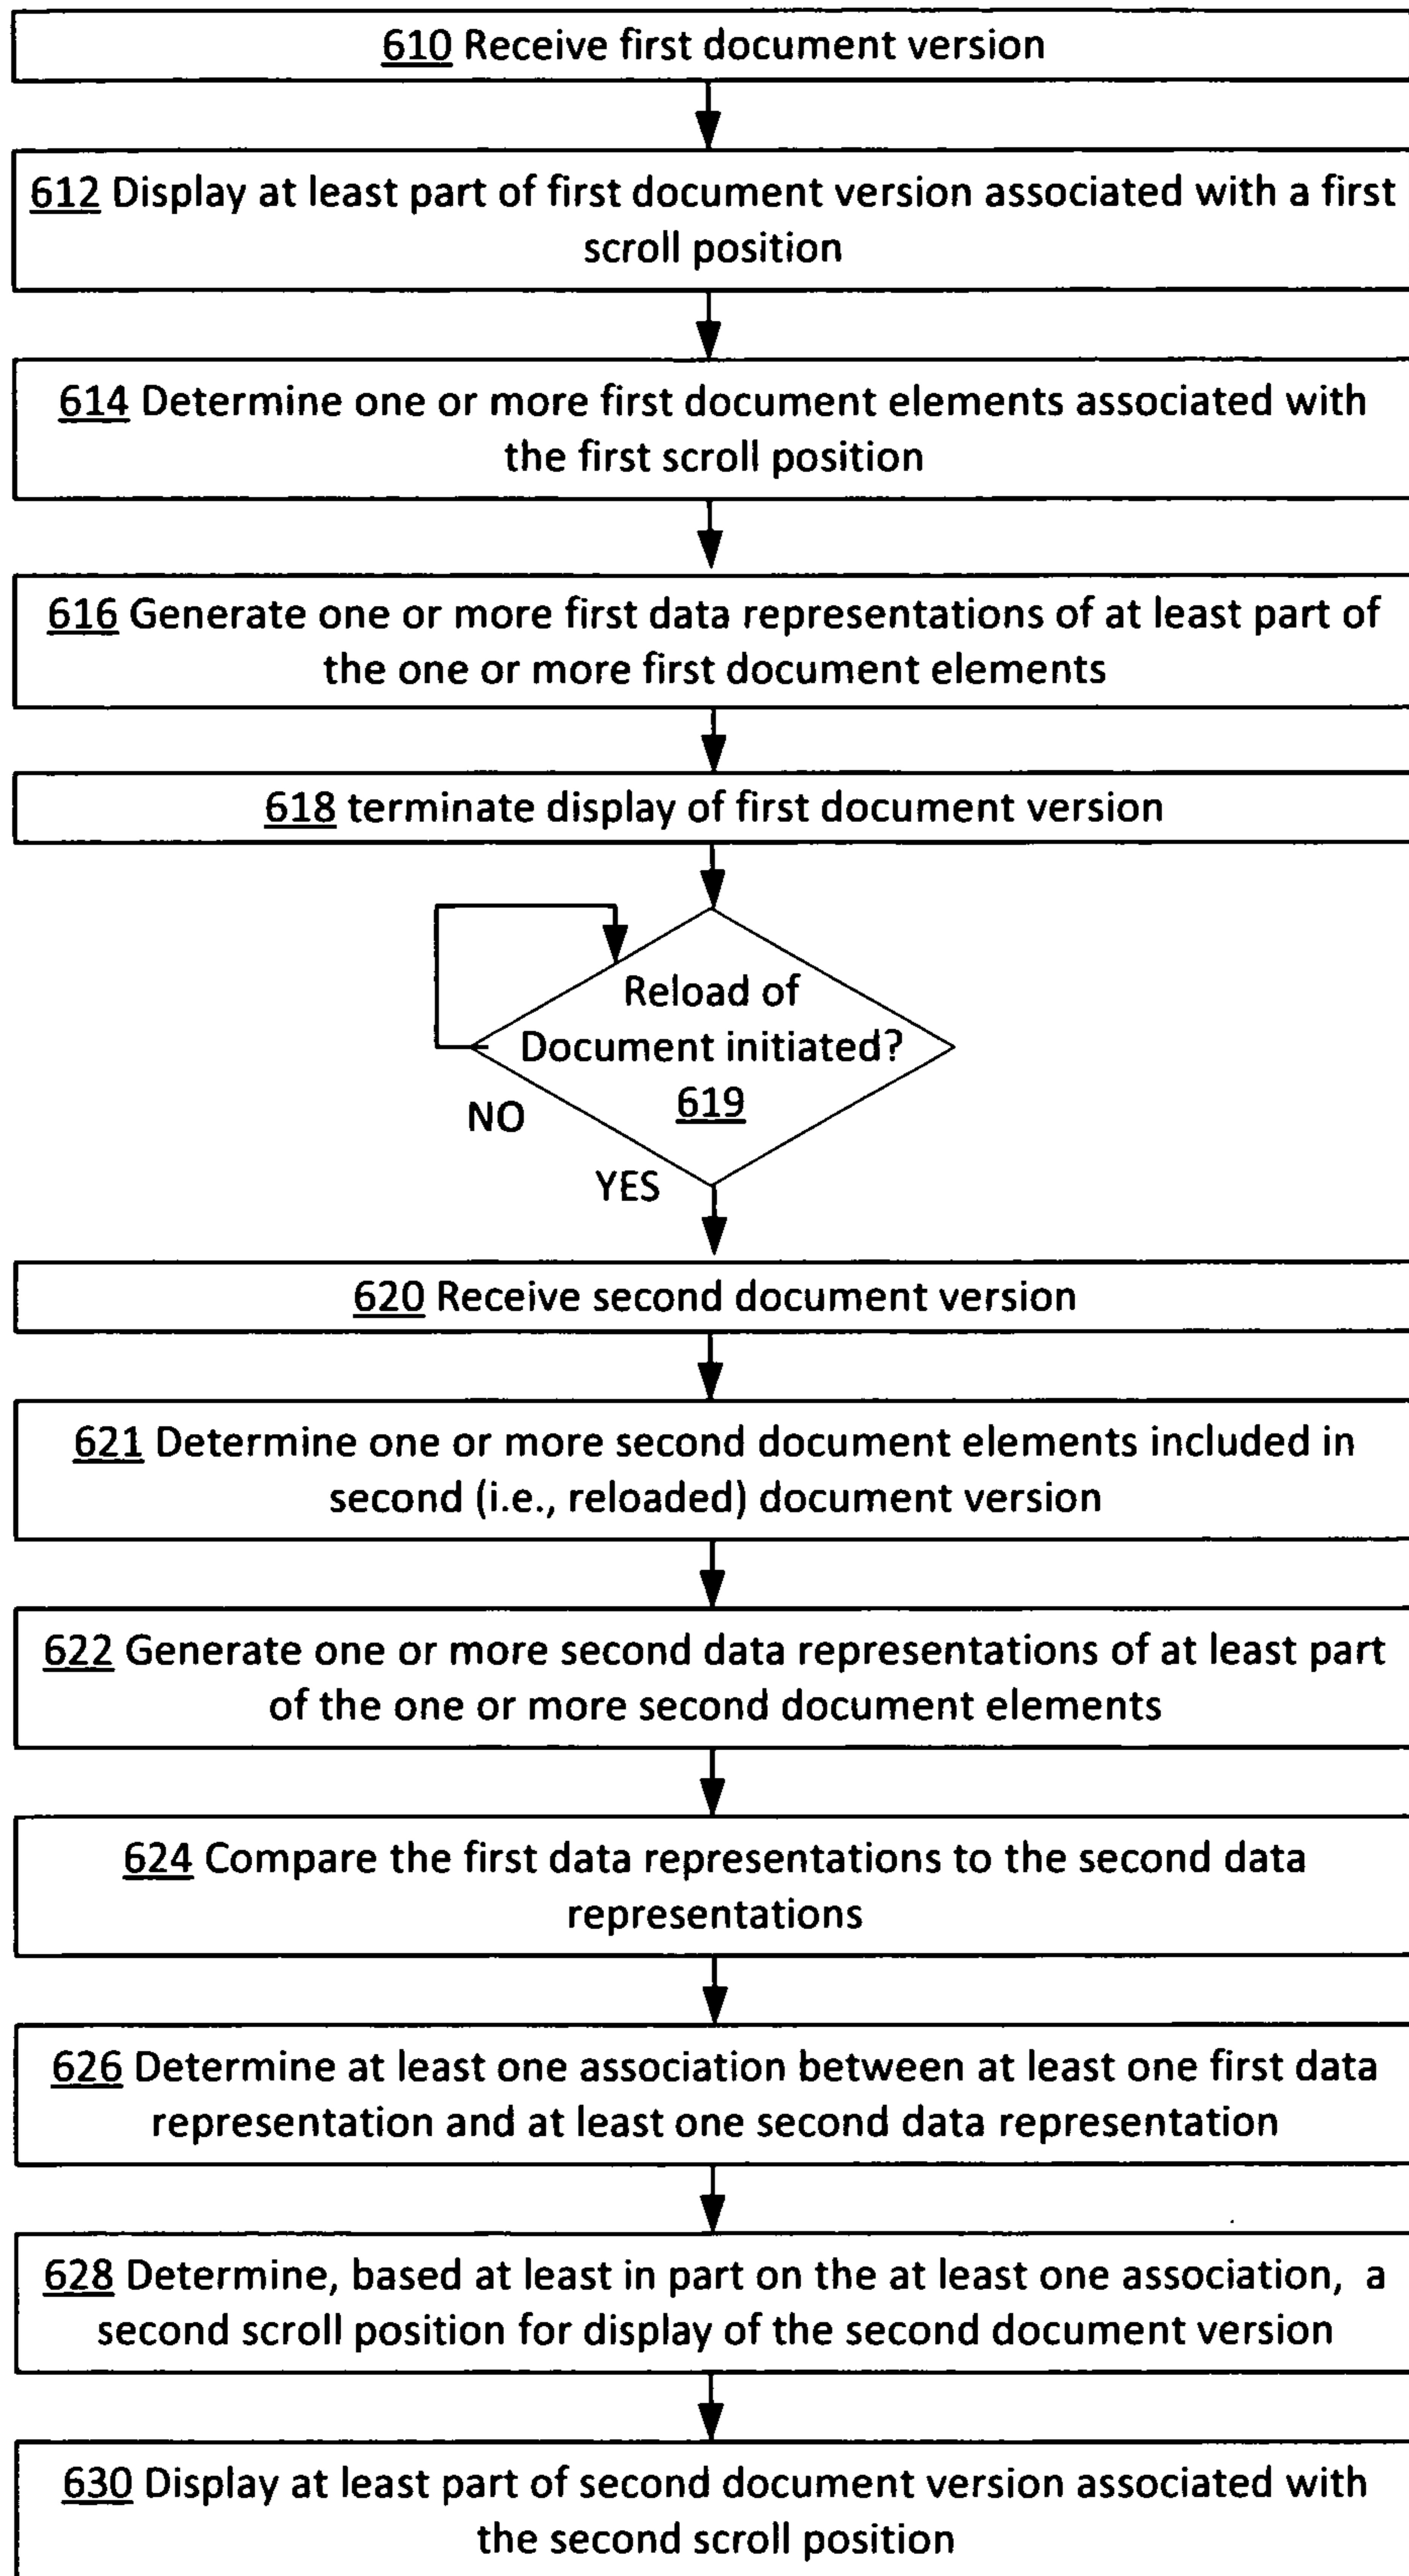 610 Receive first document version
612 Display at least part of first document version associated with a first
scroll position
614 Determine one or more first document elements associated with
the first scroll position
616 Generate one or more first data representations of at least part of
the one or more first document elements
618 terminate display of first document version
Reload of
Document initiated?
619
NO
YES
620 Receive second document version
621 Determine one or more second document elements included in
second (i.e., reloaded) document version
622 Generate one or more second data representations of at least part
of the one or more second document elements
624 Compare the first data representations to the second data
representations
626 Determine at least one association between at least one first data
representation and at least one second data representation
628 Determine, based at least in part on the at least one association, a
second scroll position for display of the second document version
630 Display at least part of second document version associated with
the second scroll position